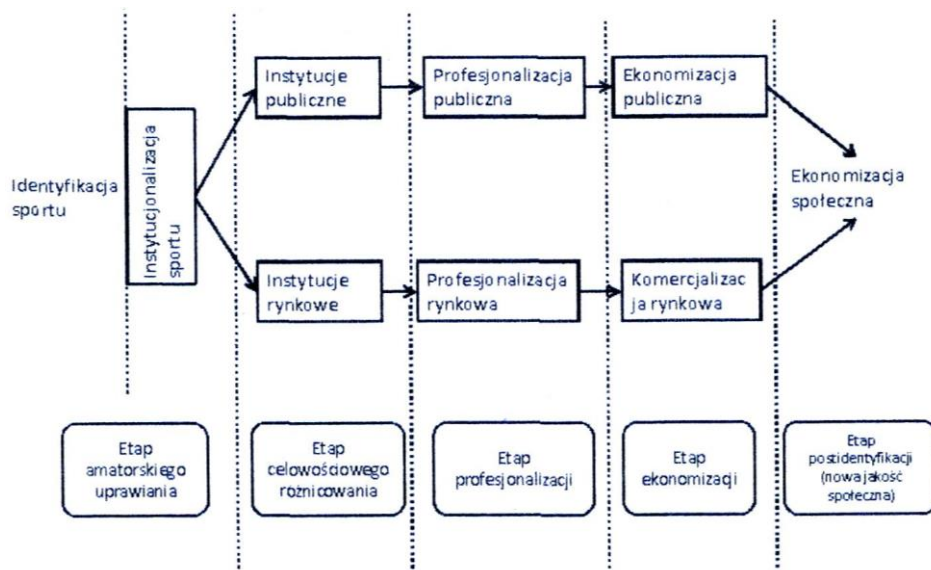 Instytucje
publiczne
Profesjonalizacja
publiczna
Ekonomizacja
publiczna
Identyfikacja
sportu
Instytucjonalizacja
sportu
Ekonomizacja
społeczna
Instytucje
rynkowe
Profesjonalizacja
rynkowa
Komercjalizac
ja rynkowa
Etap
amatorskiego
uprawiania
Etap
celowościowego
różnicowania
Etap
profesjonalizacji
Etap
ekonomizacji
Etap
postidentyfikacji
(nowa jakość
społeczna)